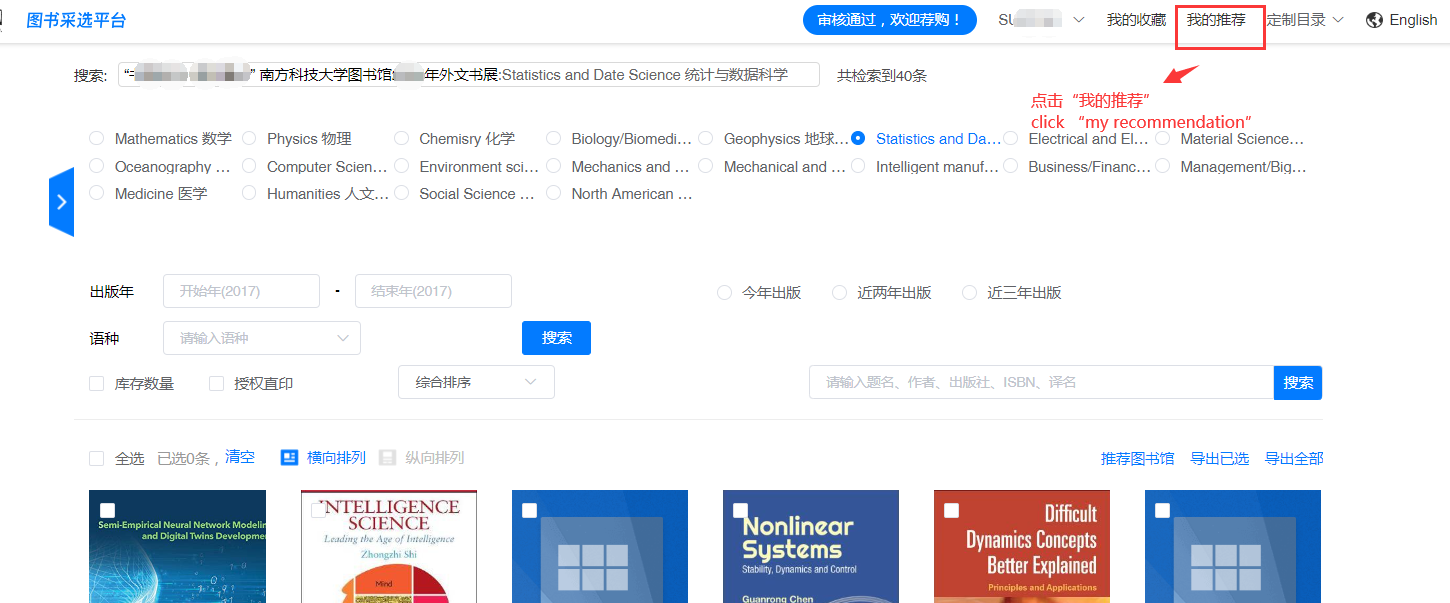 图书采选平台
审核通过，欢迎荐购！ SU 我的收藏 我的推荐 定制目录 English
搜索: “ ” 南方科技大学图书馆 年外文书展:Statistics and Date Science 统计与数据科学 共检索到40条
点击“我的推荐”
click “my recommendation”
Mathematics 数学 Physics 物理 Chemisry 化学 Biology/Biomedi... Geophysics 地球... Statistics and Da... Electrical and El... Material Science...
Oceanography ... Computer Scien... Environment sci... Mechanics and ... Mechanical and ... Intelligent manuf... Business/Financ... Management/Big...
Medicine 医学 Humanities 人文... Social Science ... North American ...
出版年 开始年(2017) - 结束年(2017) 今年出版 近两年出版 近三年出版
语种 请输入语种 搜索
库存数量 授权直印 综合排序 请输入题名、作者、出版社、ISBN、译名 搜索
全选 已选0条，清空 横向排列 纵向排列 推荐图书馆 导出已选 导出全部
Semi-Empirical Neural Network Modelin
and Digital Twins Developme
INTELLIGENCE
SCIENCE
Leading the Age of Intelligence
Zhongzhi Shi
Mind
Nonlinear
Systems
Stability, Dynamics and Control
Guanrong Chen
Difficult
Dynamics Concepts
Better Explained
Principles and Applications